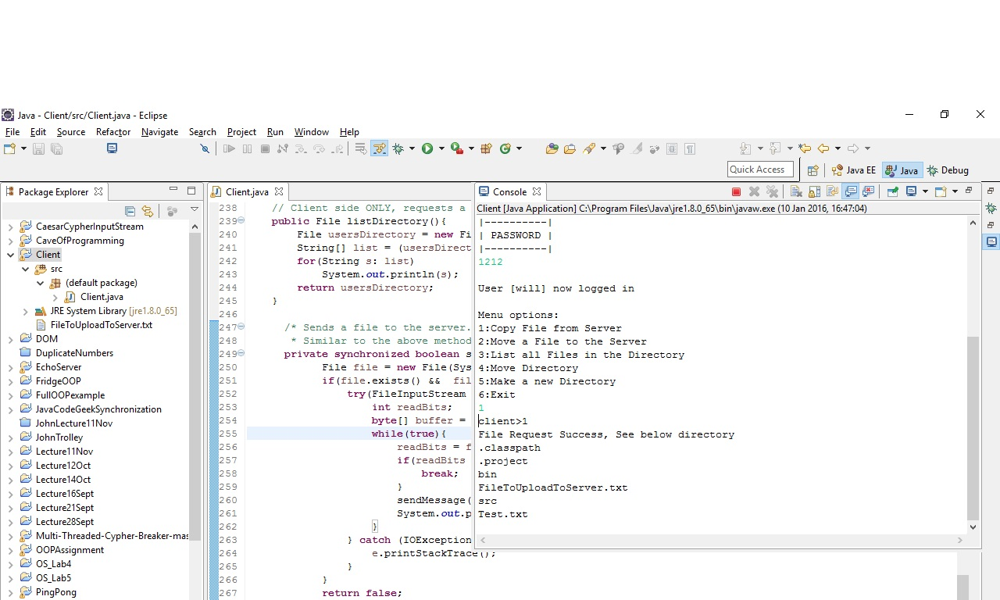 Java - Client/src/Client.java - Eclipse
File Edit Source Refactor Navigate Search Project Run Window Help
Quick Access
Java EE
Java
Debug
Package Explorer
CaesarCypherInputStream
CaveOfProgramming
Client
src
(default package)
Client.java
JRE System Library [jre1.8.0_65]
FileToUploadToServer.txt
DOM
DuplicateNumbers
EchoServer
FridgeOOP
FullOOPexample
JavaCodeGeekSynchronization
JohnLecture11Nov
JohnTrolley
Lecture11Nov
Lecture12Oct
Lecture14Oct
Lecture16Sept
Lecture21Sept
Lecture28Sept
Multi-Threaded-Cypher-Breaker-mas
OOPAssignment
OS_Lab4
OS_Lab5
PingPong
Client.java
238 // Client side ONLY, requests a
239 public File listDirectory(){
240 File usersDirectory = new Fi
241 String[] list = (usersDirect
242 for(String s: list)
243 System.out.println(s);
244 return usersDirectory;
245 }
246
247 /* Sends a file to the server.
248 * Similar to the above method
249 private synchronized boolean s
250 File file = new File(Sys
251 if(file.exists() && fil
252 try(FileInputStream
253 int readBits;
254 byte[] buffer =
255 while(true){
256 readBits = f
257 if(readBits
258 break;
259 }
260 sendMessage(
261 System.out.p
262 }
263 } catch (IOException
264 e.printStackTrace();
265 }
266 }
267 return false;
Console
Client [Java Application] C:\Program Files\Java\jre1.8.0_65\bin\javaw.exe (10 Jan 2016, 16:47:04)
|----------|
| PASSWORD |
|----------|
1212
User [will] now logged in
Menu options:
1:Copy File from Server
2:Move a File to the Server
3:List all Files in the Directory
4:Move Directory
5:Make a new Directory
6:Exit
1
client>1
File Request Success, See below directory
.classpath
.project
bin
FileToUploadToServer.txt
src
Test.txt